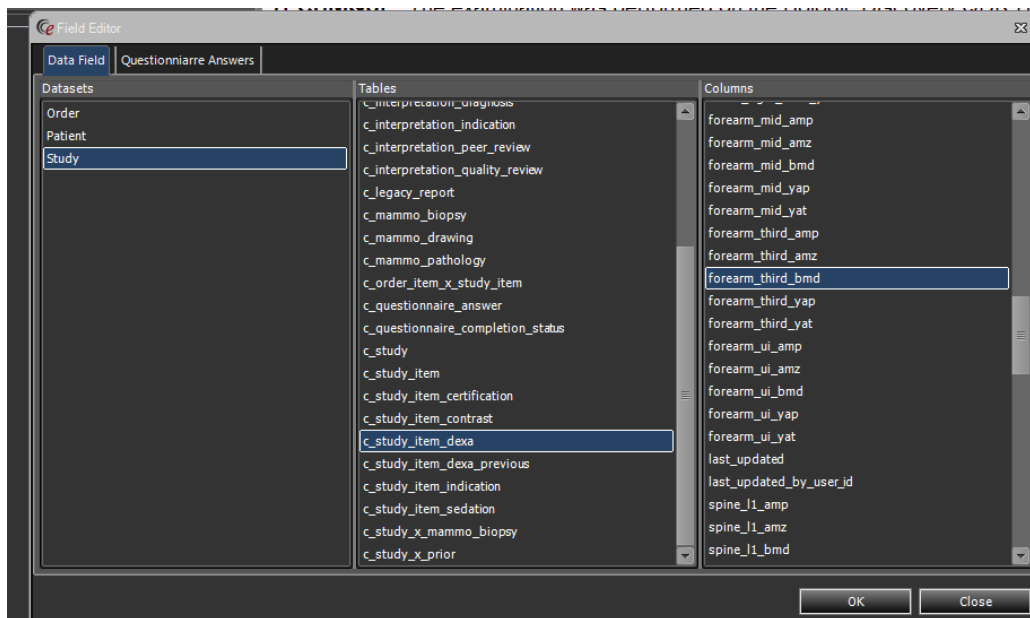 Field Editor
Data Field
Questionniarre Answers
Datasets
Order
Patient
Study
Tables
c_interpretation_diagnosis
c_interpretation_indication
c_interpretation_peer_review
c_interpretation_quality_review
c_legacy_report
c_mammo_biopsy
c_mammo_drawing
c_mammo_pathology
c_order_item_x_study_item
c_questionnaire_answer
c_questionnaire_completion_status
c_study
c_study_item
c_study_item_certification
c_study_item_contrast
c_study_item_dexa
c_study_item_dexa_previous
c_study_item_indication
c_study_item_sedation
c_study_x_mammo_biopsy
c_study_x_prior
Columns
forearm_mid_amp
forearm_mid_amz
forearm_mid_bmd
forearm_mid_yap
forearm_mid_yat
forearm_third_amp
forearm_third_amz
forearm_third_bmd
forearm_third_yap
forearm_third_yat
forearm_ui_amp
forearm_ui_amz
forearm_ui_bmd
forearm_ui_yap
forearm_ui_yat
last_updated
last_updated_by_user_id
spine_l1_amp
spine_l1_amz
spine_l1_bmd
OK
Close